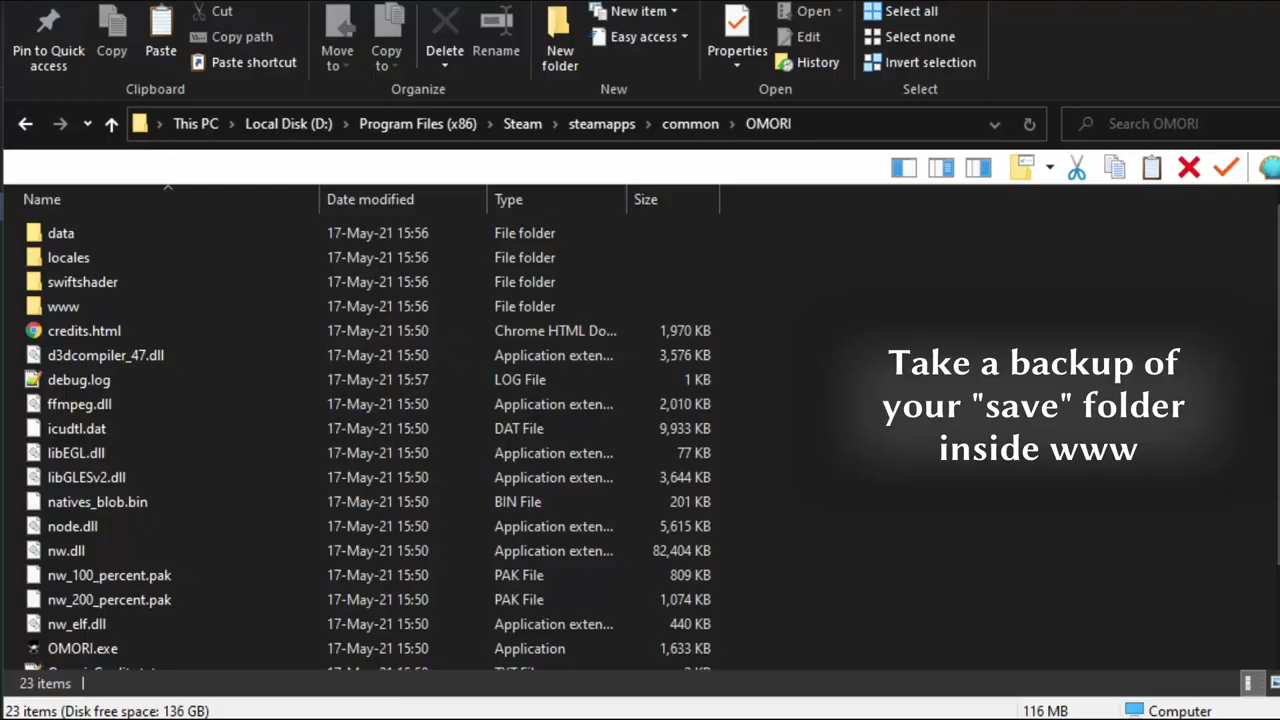 Pin to Quick access
Copy
Paste
Cut
Copy path
Paste shortcut
Clipboard
Move to
Copy to
Delete
Rename
Organize
New folder
New item
Easy access
New
Properties
Open
Edit
History
Open
Select all
Select none
Invert selection
Select
This PC Local Disk (D:) Program Files (x86) Steam steamapps common OMORI
Search OMORI
Name Date modified Type Size
data 17-May-21 15:56 File folder
locales 17-May-21 15:56 File folder
swiftshader 17-May-21 15:56 File folder
www 17-May-21 15:56 File folder
credits.html 17-May-21 15:50 Chrome HTML Do... 1,970 KB
d3dcompiler_47.dll 17-May-21 15:50 Application exten... 3,576 KB
debug.log 17-May-21 15:57 LOG File 1 KB
ffmpeg.dll 17-May-21 15:50 Application exten... 2,010 KB
icudtl.dat 17-May-21 15:50 DAT File 9,933 KB
libEGL.dll 17-May-21 15:50 Application exten... 77 KB
libGLESv2.dll 17-May-21 15:50 Application exten... 3,644 KB
natives_blob.bin 17-May-21 15:50 BIN File 201 KB
node.dll 17-May-21 15:50 Application exten... 5,615 KB
nw.dll 17-May-21 15:50 Application exten... 82,404 KB
nw_100_percent.pak 17-May-21 15:50 PAK File 809 KB
nw_200_percent.pak 17-May-21 15:50 PAK File 1,074 KB
nw_elf.dll 17-May-21 15:50 Application exten... 440 KB
OMORI.exe 17-May-21 15:50 Application 1,633 KB
Take a backup of
your "save" folder
inside www
23 items
23 items (Disk free space: 136 GB) 116 MB Computer